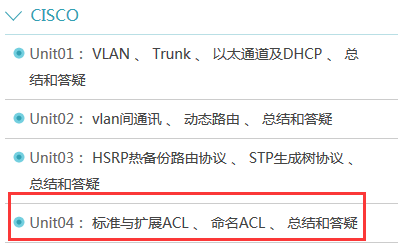 CISCO
Unit01： VLAN 、 Trunk 、 以太通道及DHCP 、 总
结和答疑
Unit02： vlan间通讯 、 动态路由 、 总结和答疑
Unit03： HSRP热备份路由协议 、 STP生成树协议 、
总结和答疑
Unit04： 标准与扩展ACL 、 命名ACL 、 总结和答疑